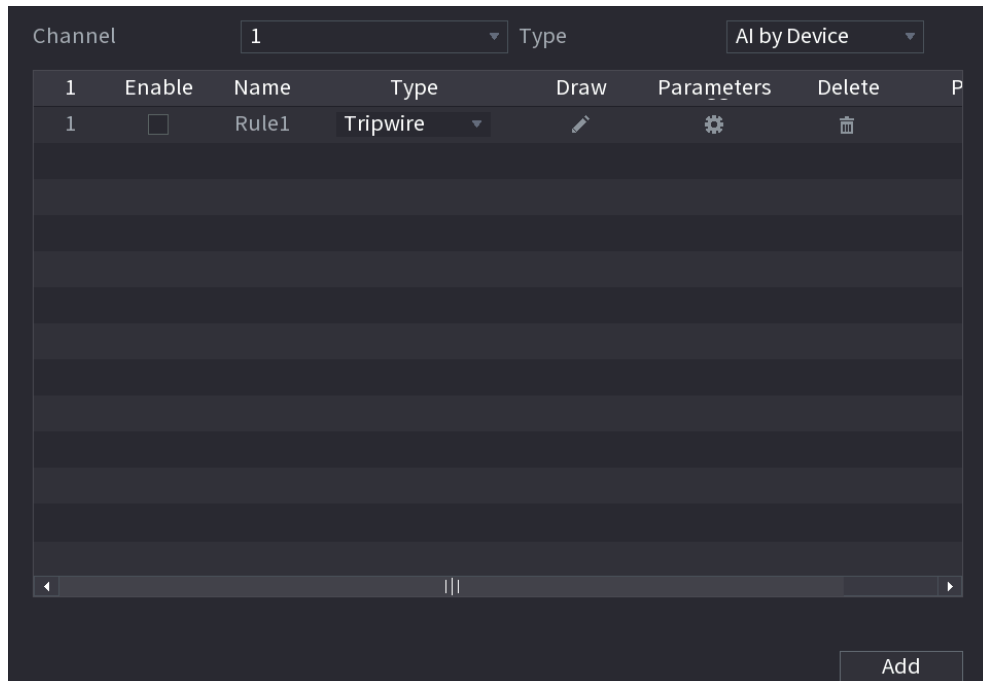 Channel 1 Type AI by Device
1 Enable Name Type Draw Parameters Delete P
1 Rule1 Tripwire
Add